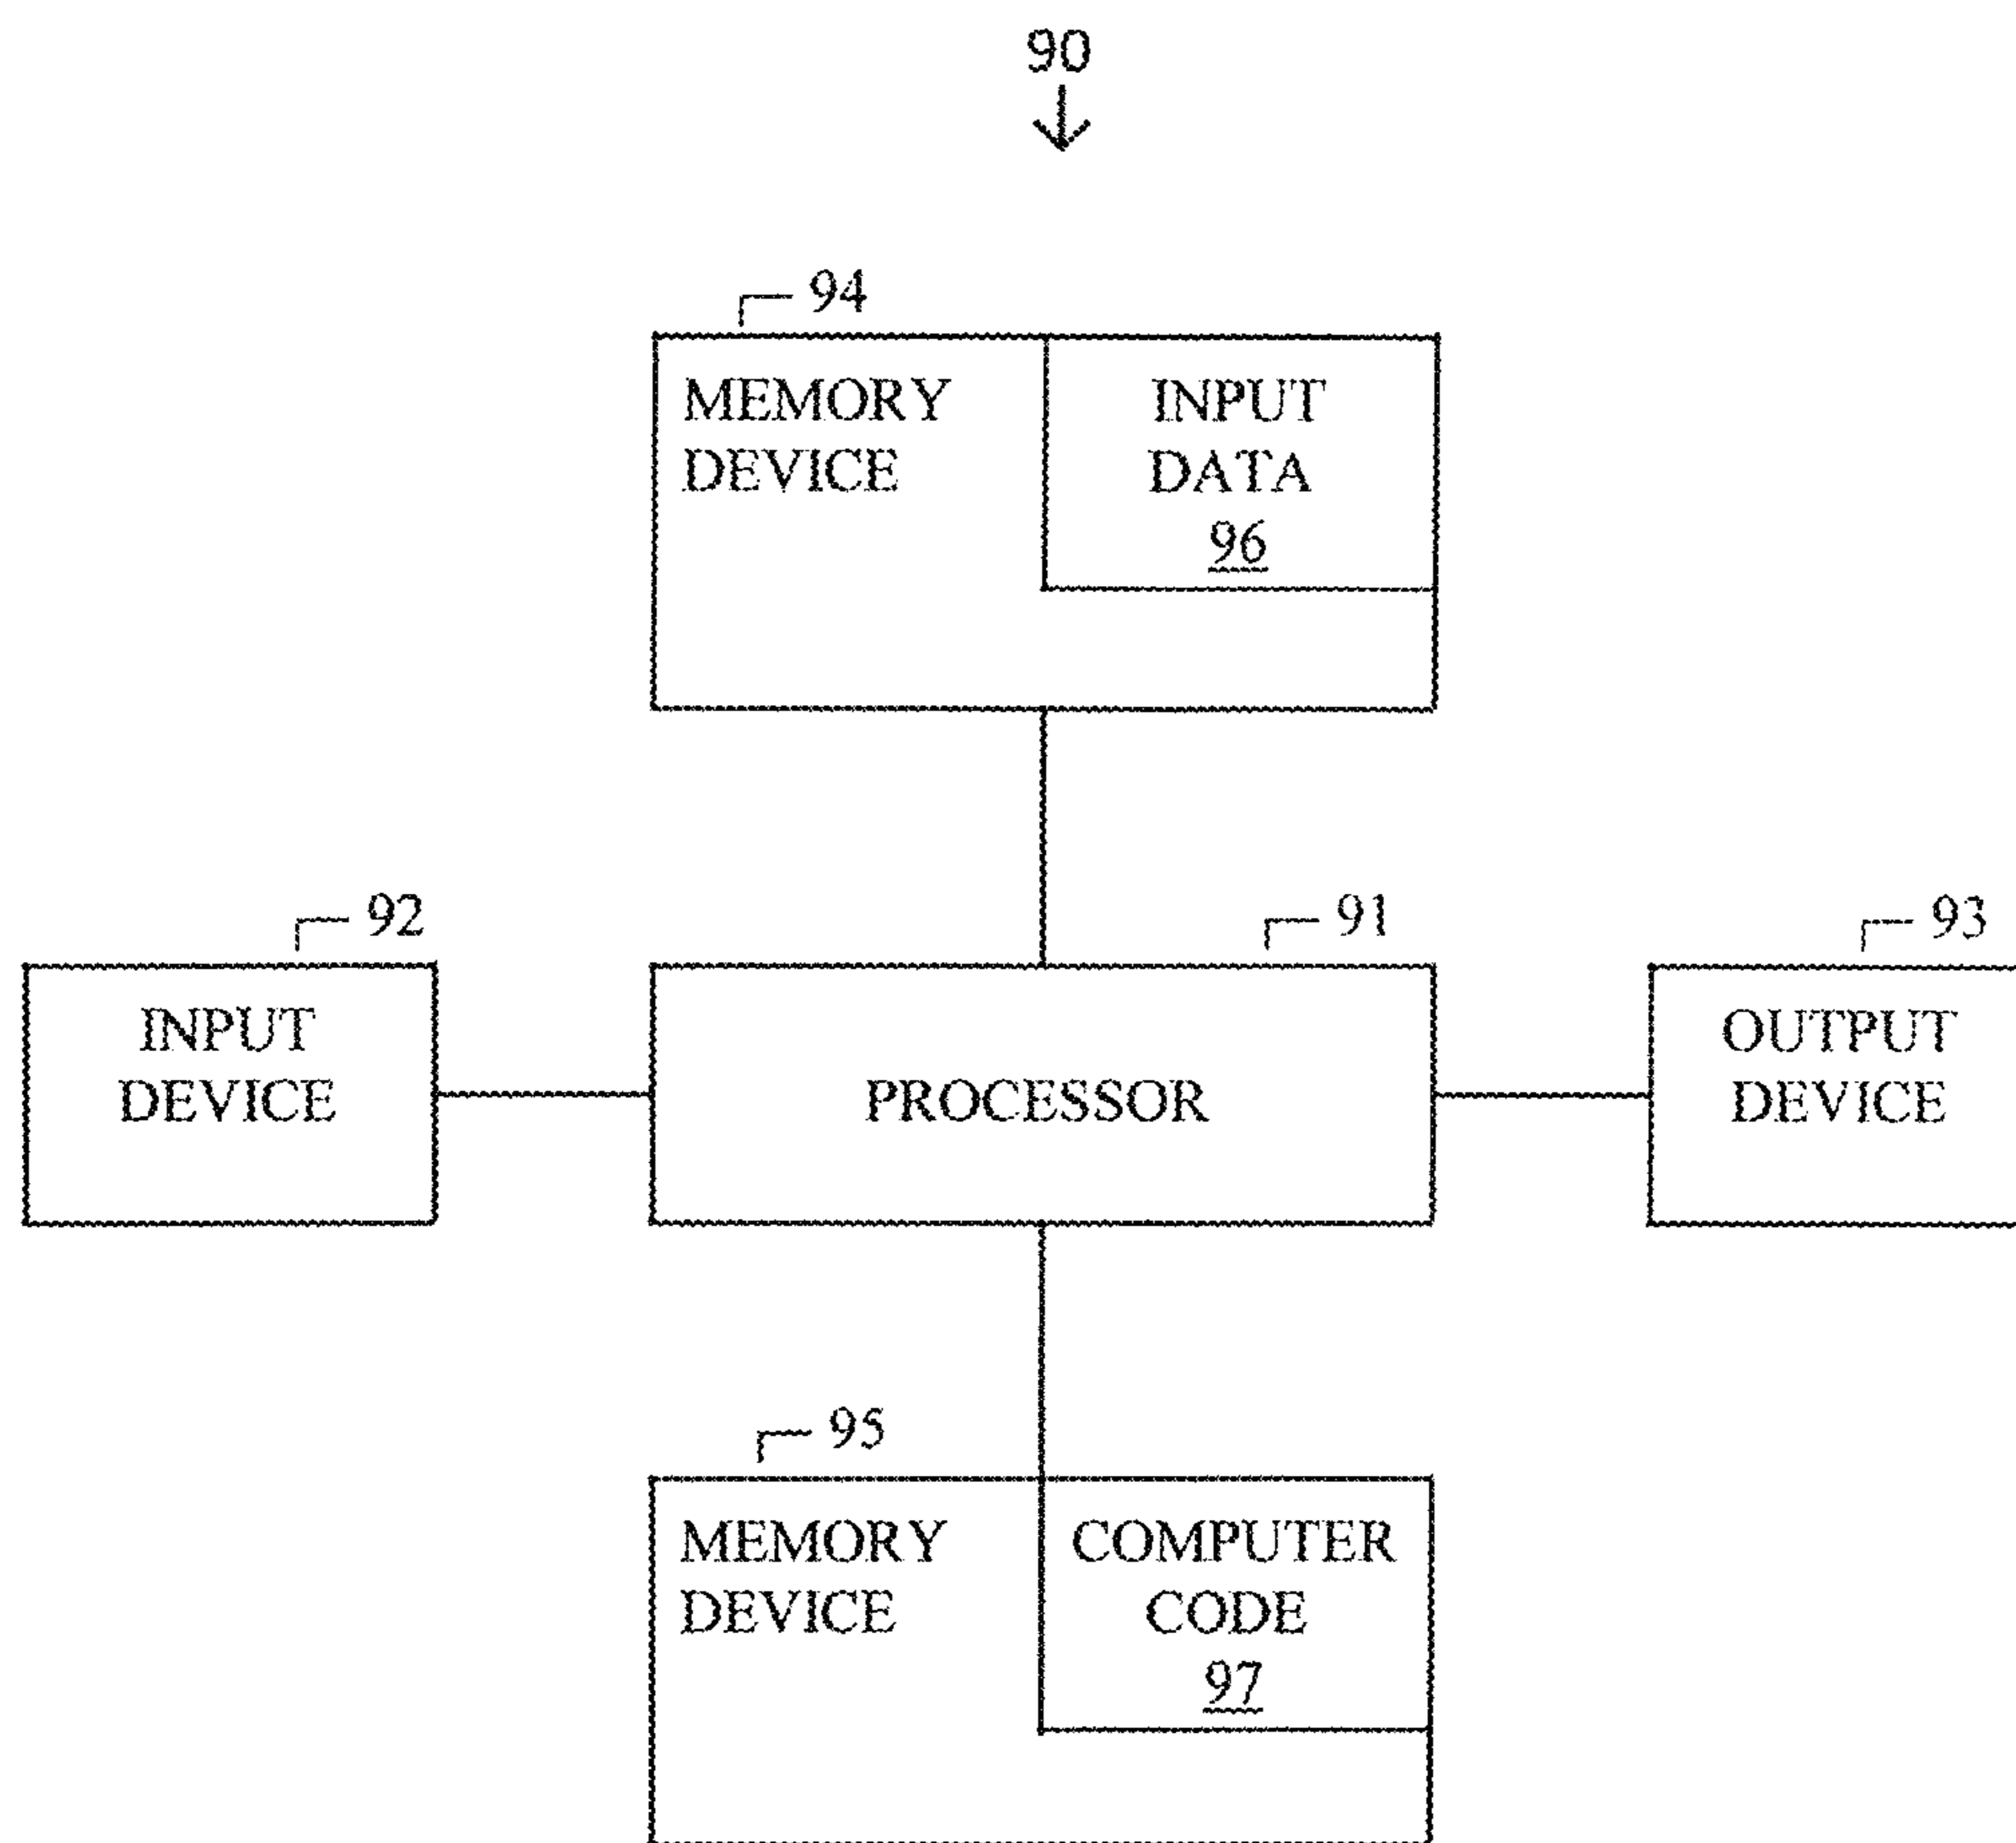 90
94
MEMORY DEVICE
INPUT DATA
96
92
91
93
INPUT DEVICE
PROCESSOR
OUTPUT DEVICE
95
MEMORY DEVICE
COMPUTER CODE
97